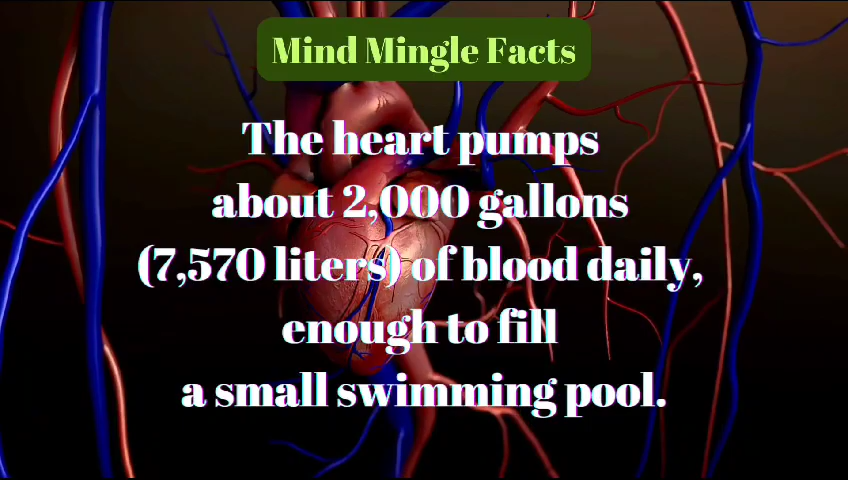 Mind Mingle Facts
The heart pumps
about 2,000 gallons
(7,570 liters) of blood daily,
enough to fill
a small swimming pool.